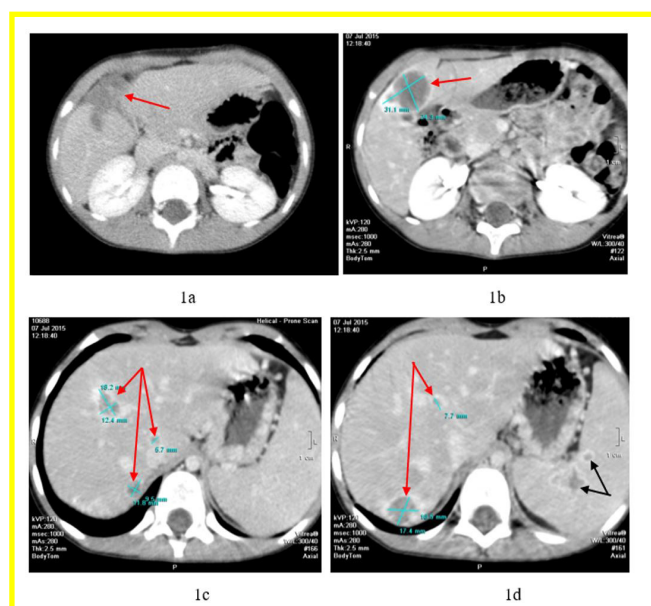 07 Jul 2015
12:18:40
21.1 mm
R
kVP:120
mA:280
msec:1000
mAs:280
Thk:2.5 mm
BodyTom
1 cm
Vitrea®
W/L:300/40
#122
Axial
P
1a
1b
10688
07 Jul 2015
12:18:40
Helical - Prone Scan
12.4 mm
6.7 mm
L
1 cm
kVP:120
mA:280
msec:1000
mAs:280
Thk:2.5 mm
BodyTom
Vitrea®
W/L:300/40
#166
Axial
P
07 Jul 2015
12:18:40
7.7 mm
17.4 mm
L
1 cm
kVP:120
mA:280
msec:1000
mAs:280
Thk:2.5 mm
BodyTom
Vitrea®
W/L:300/40
#161
Axial
P
1c
1d